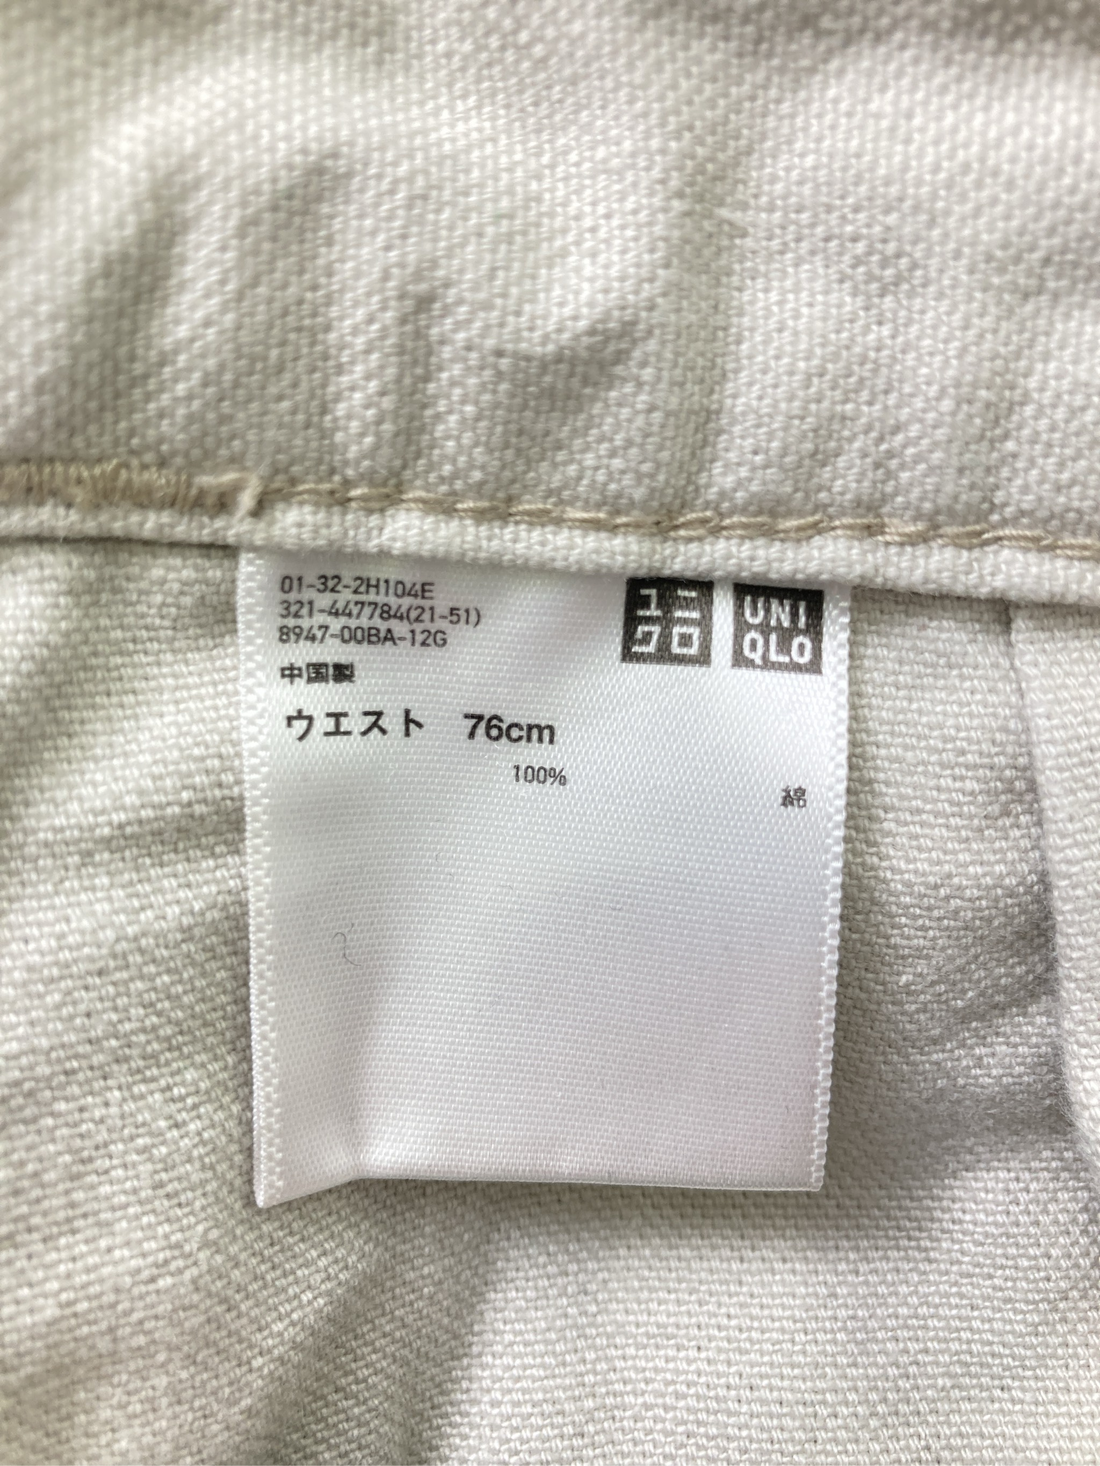 01-32-2H104E
321-447784(21-51)
8947-00BA-12G
中国製
ユニ
クロ
UNI
QLO
ウエスト 76cm
100%
綿